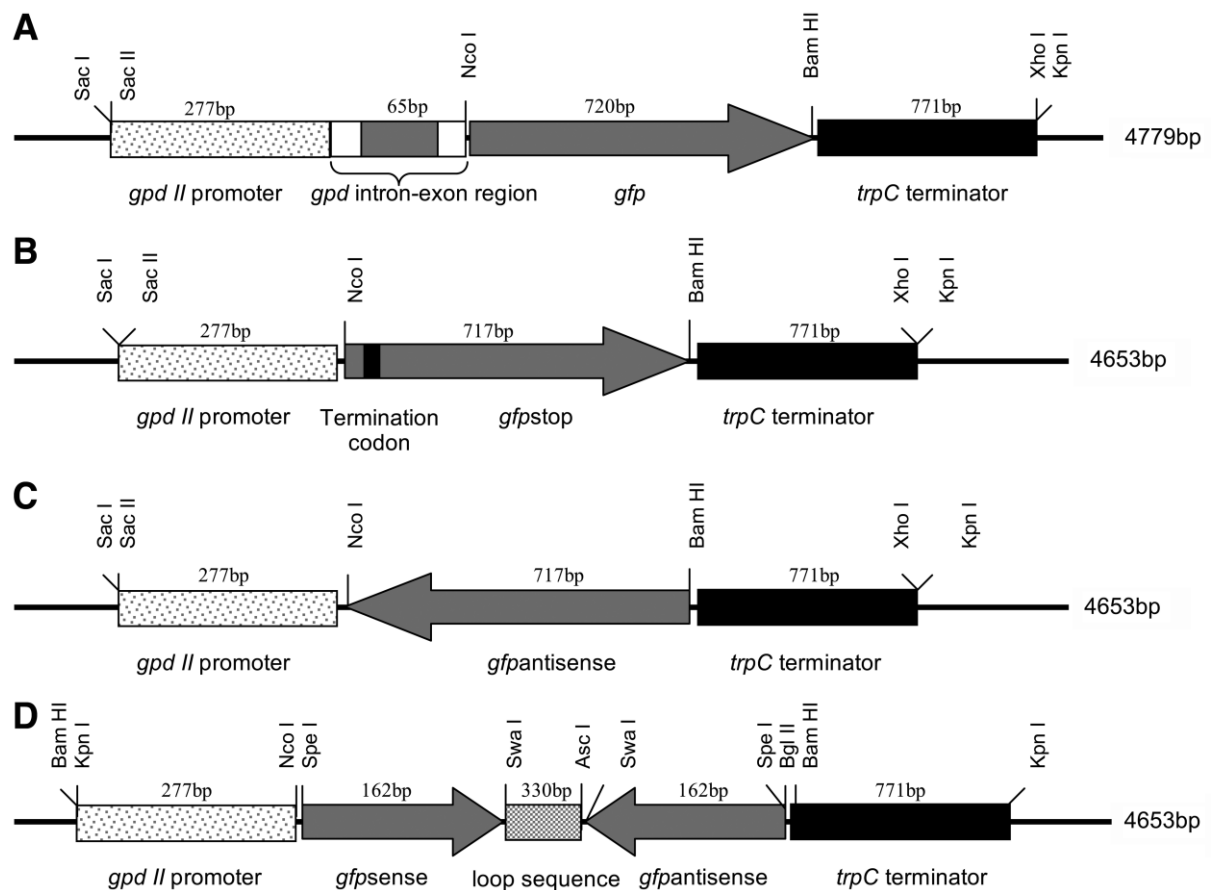 A
Sac I
Sac II
Nco I
Bam HI
Xho I
Kpn I
277bp
65bp
720bp
771bp
4779bp
gpd II promoter
gpd intron-exon region
gfp
trpC terminator
B
Sac I
Sac II
Nco I
Bam HI
Xho I
Kpn I
277bp
717bp
771bp
4653bp
gpd II promoter
Termination
codon
gfpstop
trpC terminator
C
Sac I
Sac II
Nco I
Bam HI
Xho I
Kpn I
277bp
717bp
771bp
4653bp
gpd II promoter
gfpantisense
trpC terminator
D
Bam HI
Kpn I
Nco I
Spe I
Swa I
Asc I
Swa I
Spe I
Bgl II
Bam HI
Kpn I
277bp
162bp
330bp
162bp
771bp
4653bp
gpd II promoter
gfpsense
loop sequence
gfpantisense
trpC terminator